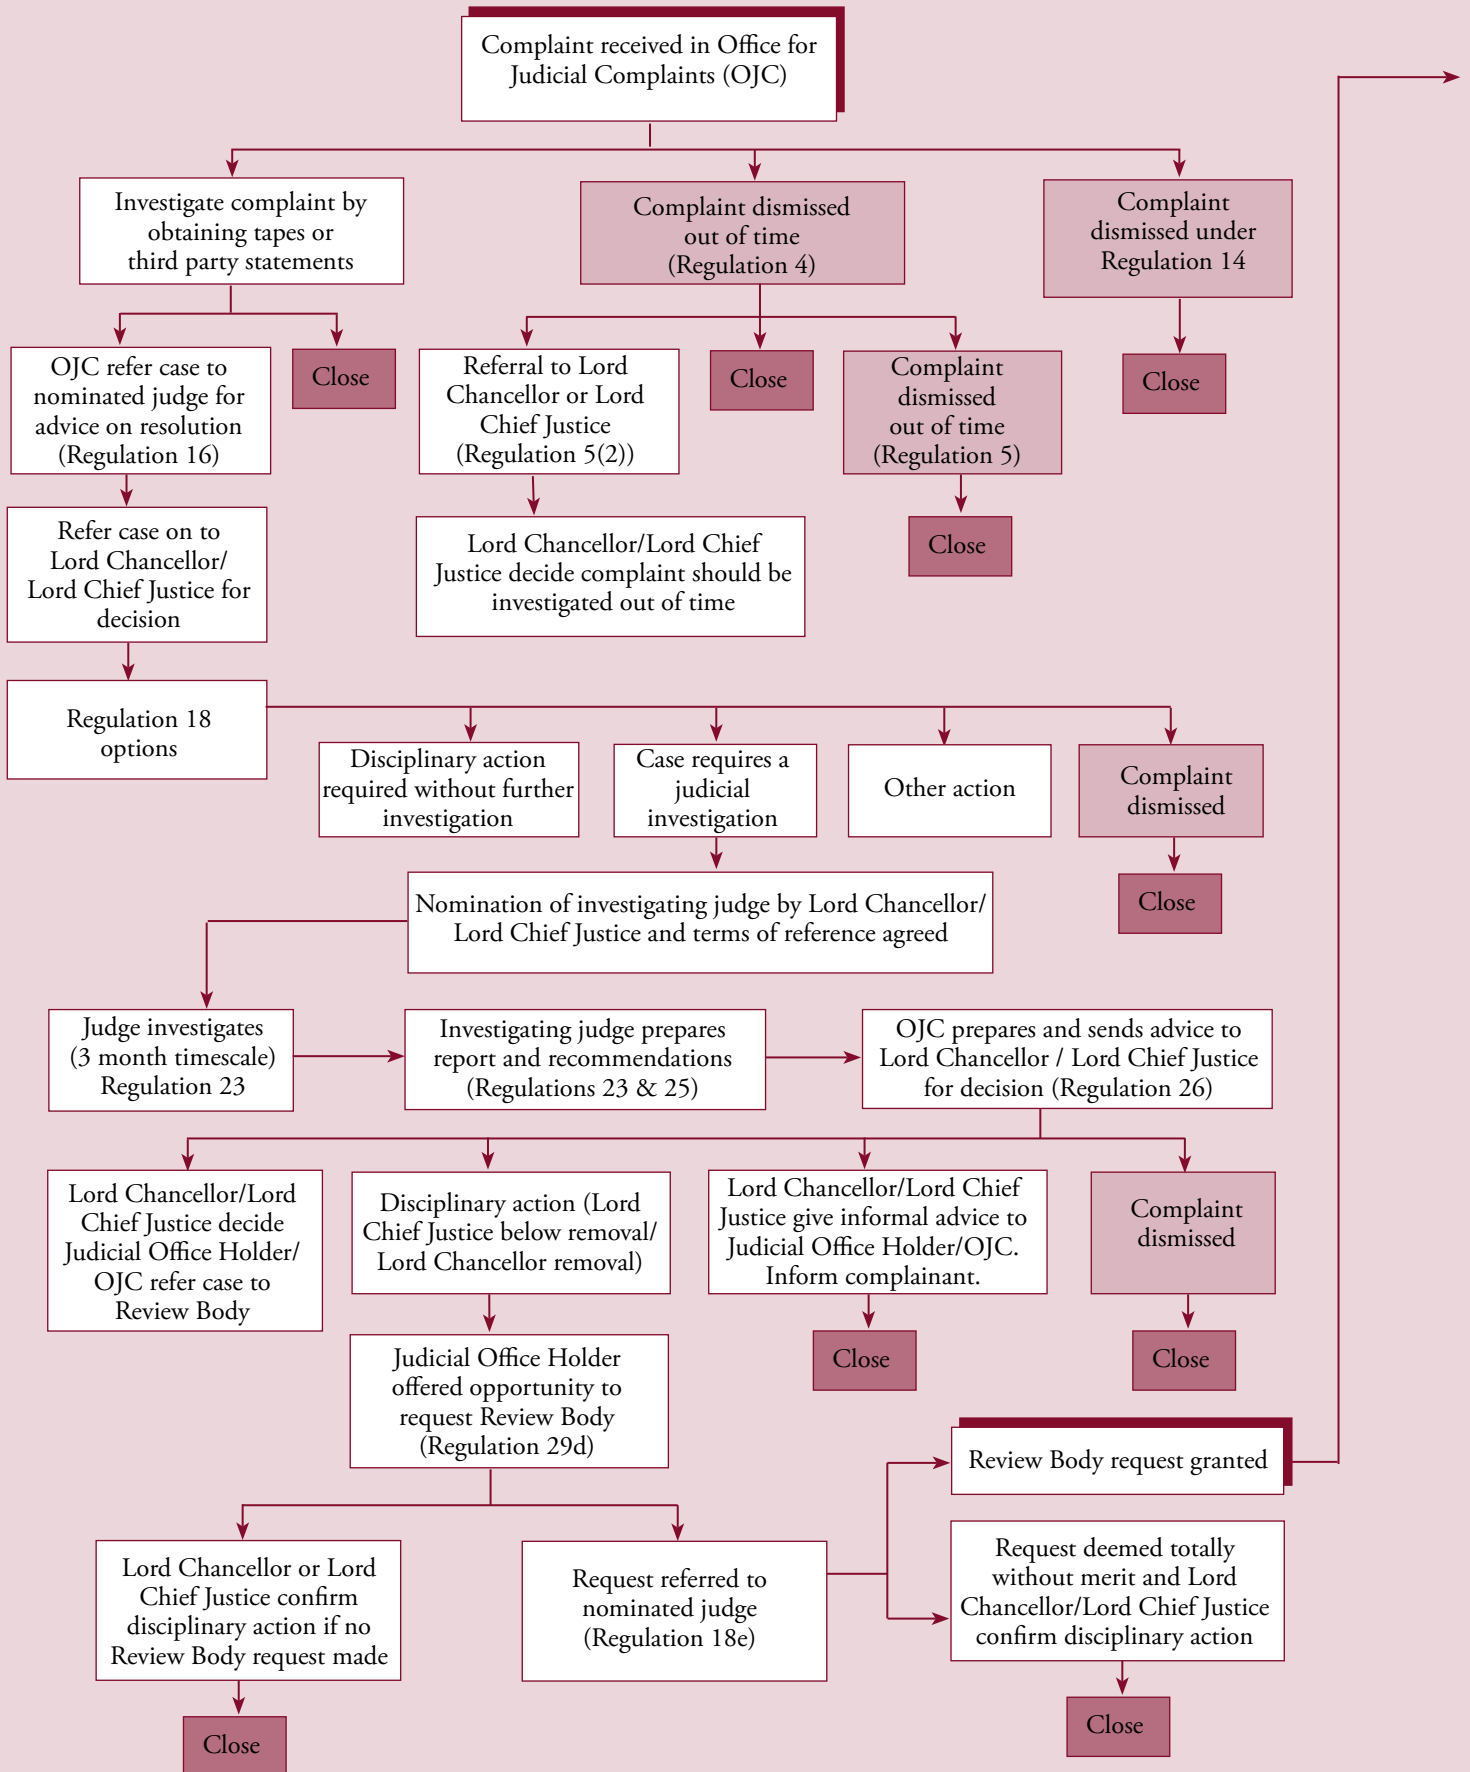 Complaint received in Office for
Judicial Complaints (OJC)
Investigate complaint by
obtaining tapes or
third party statements
Complaint dismissed
out of time
(Regulation 4)
Complaint
dismissed under
Regulation 14
OJC refer case to
nominated judge for
advice on resolution
(Regulation 16)
Close
Referral to Lord
Chancellor or Lord
Chief Justice
(Regulation 5(2))
Close
Complaint
dismissed
out of time
(Regulation 5)
Close
Refer case on to
Lord Chancellor/
Lord Chief Justice for
decision
Lord Chancellor/Lord Chief
Justice decide complaint should be
investigated out of time
Close
Regulation 18
options
Disciplinary action
required without further
investigation
Case requires a
judicial
investigation
Other action
Complaint
dismissed
Nomination of investigating judge by Lord Chancellor/
Lord Chief Justice and terms of reference agreed
Close
Judge investigates
(3 month timescale)
Regulation 23
Investigating judge prepares
report and recommendations
(Regulations 23 & 25)
OJC prepares and sends advice to
Lord Chancellor / Lord Chief Justice
for decision (Regulation 26)
Lord Chancellor/Lord
Chief Justice decide
Judicial Office Holder/
OJC refer case to
Review Body
Disciplinary action (Lord
Chief Justice below removal/
Lord Chancellor removal)
Lord Chancellor/Lord Chief
Justice give informal advice to
Judicial Office Holder/OJC.
Inform complainant.
Complaint
dismissed
Judicial Office Holder
offered opportunity to
request Review Body
(Regulation 29d)
Close
Close
Review Body request granted
Lord Chancellor or Lord
Chief Justice confirm
disciplinary action if no
Review Body request made
Request referred to
nominated judge
(Regulation 18e)
Request deemed totally
without merit and Lord
Chancellor/Lord Chief Justice
confirm disciplinary action
Close
Close